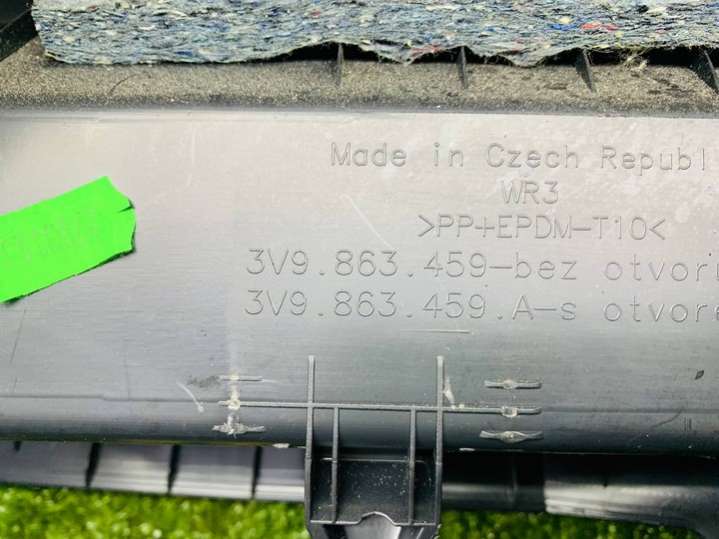 Made in Czech Republ
WR3
>PP+EPDM-T10<
3V9.863.459-bez otvor
3V9.863.459.A-s otvore